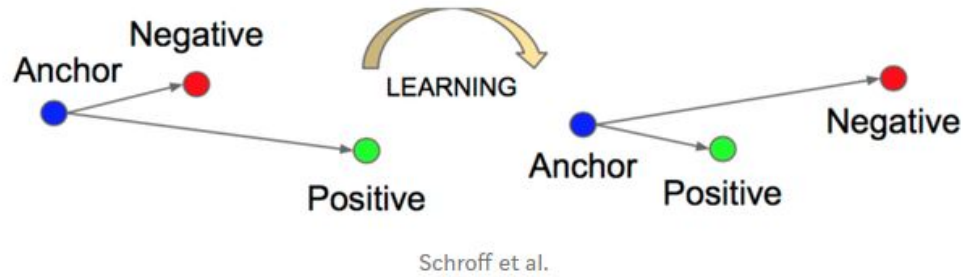 Negative
Anchor
Positive
LEARNING
Anchor
Positive
Negative
Schroff et al.